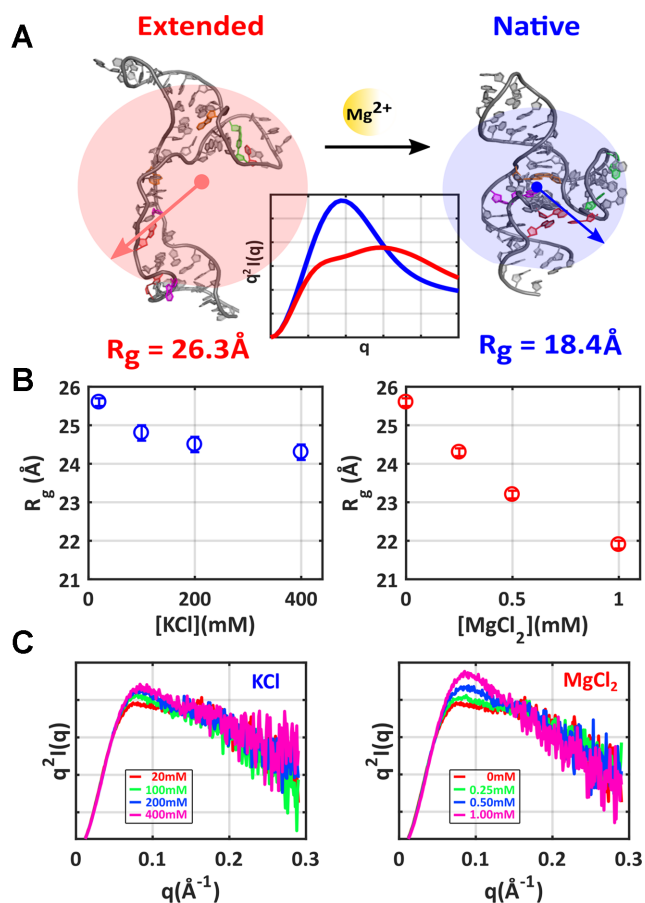 A
Extended
Native
Mg2+
q2I(q)
q
Rg = 26.3Å
Rg = 18.4Å
B
26
25
24
23
22
21
Rg (Å)
0
200
400
[KCl](mM)
26
25
24
23
22
21
Rg (Å)
0
0.5
1
[MgCl2](mM)
C
q2I(q)
KCl
20mM
100mM
200mM
400mM
0
0.1
0.2
0.3
q(Å-1)
q2I(q)
MgCl2
0mM
0.25mM
0.50mM
1.00mM
0
0.1
0.2
0.3
q(Å-1)